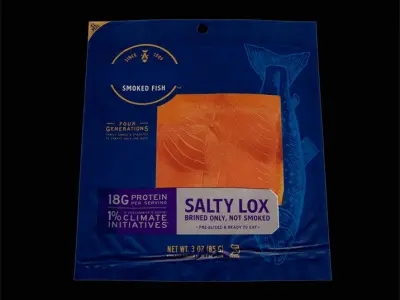 SINCE
SMOKED FISH
FOUR
GENERATIONS
18G PROTEIN
PER SERVING
1% CLIMATE
INITIATIVES
SALTY LOX
BRINED ONLY, NOT SMOKED
PRE-SLICED & READY TO EAT
NET WT. 3 OZ (85 G)